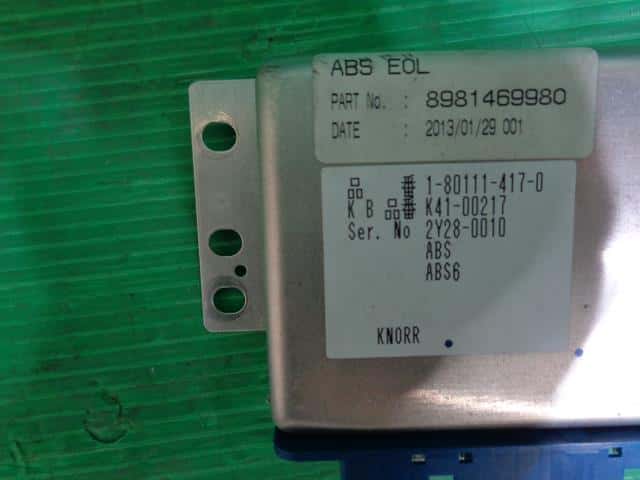 ABS EOL
PART No. : 8981469980
DATE : 2013/01/29 001
品 番 1-80111-417-0
K B 品番 K41-00217
Ser. No 2Y28-0010
ABS
ABS6
KNORR